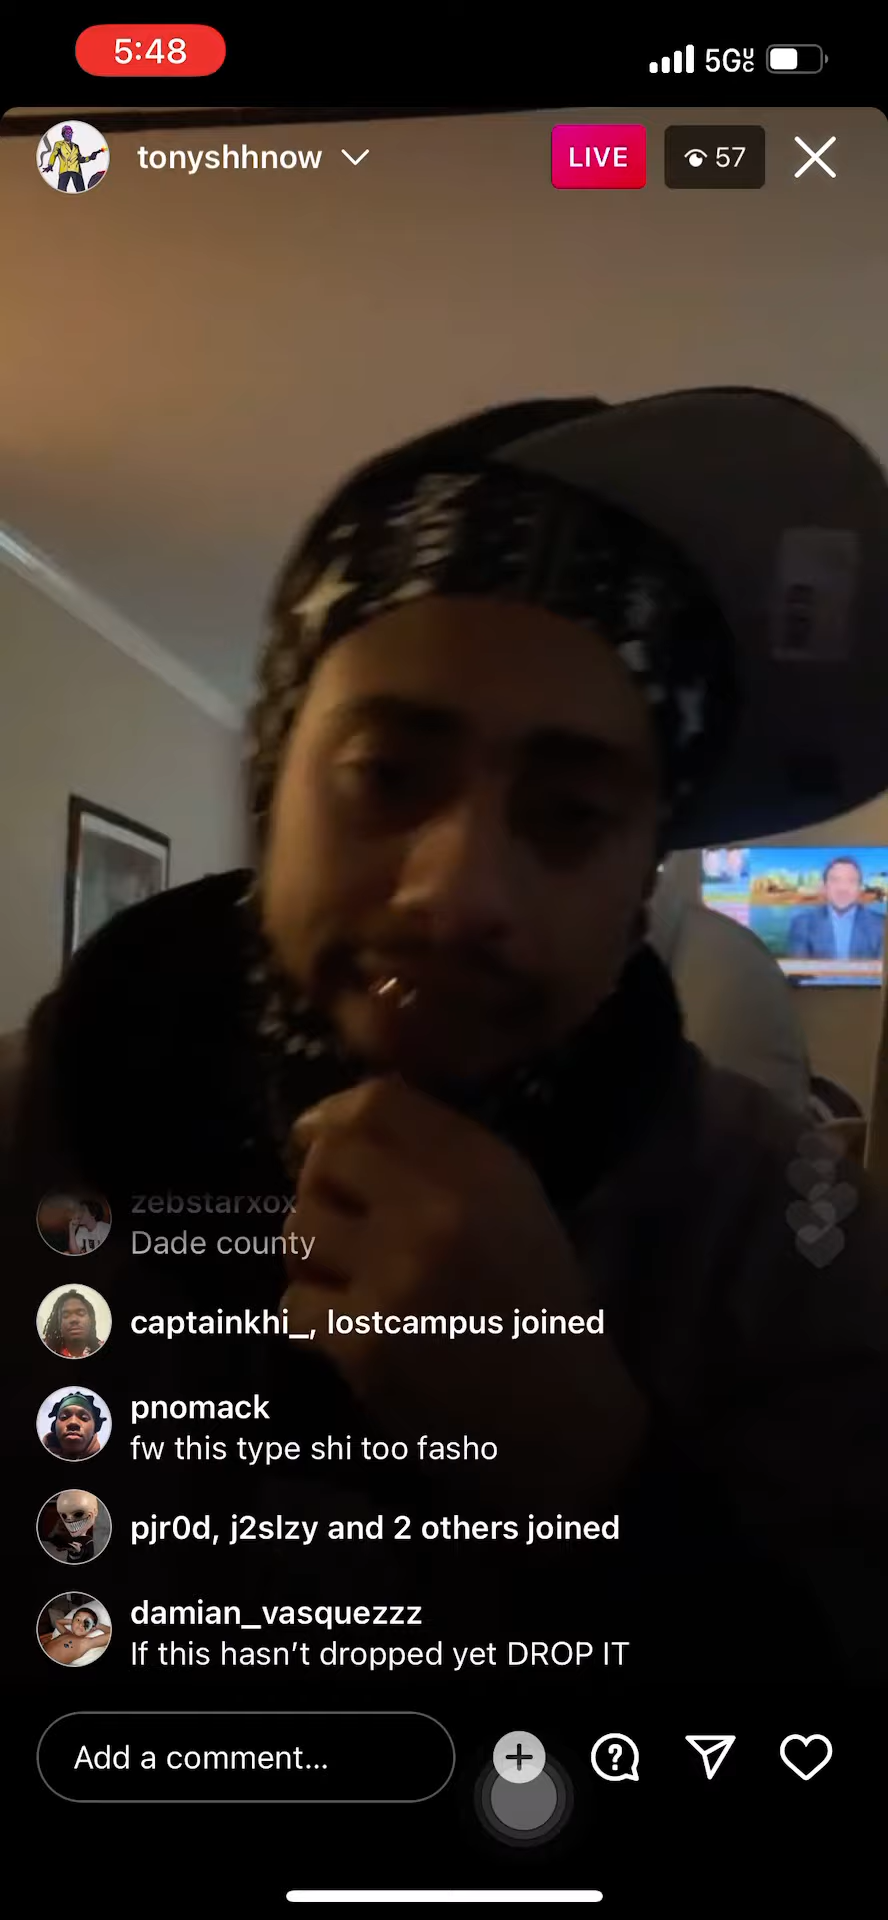 5:48
5GUC
tonyshhnow
LIVE
57
zebstarxox
Dade county
captainkhi_, lostcampus joined
pnomack
fw this type shi too fasho
pjr0d, j2slzy and 2 others joined
damian_vasquezzz
If this hasn't dropped yet DROP IT
Add a comment...